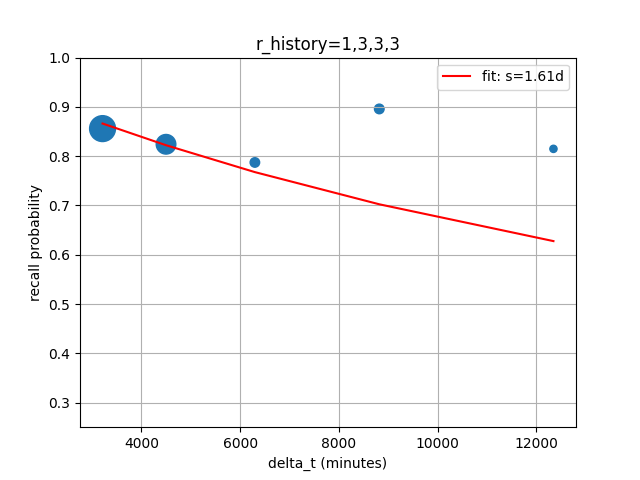 r_history=1,3,3,3
fit: s=1.61d
1.0
0.9
0.8
0.7
0.6
0.5
0.4
0.3
recall probability
4000 6000 8000 10000 12000
delta_t (minutes)